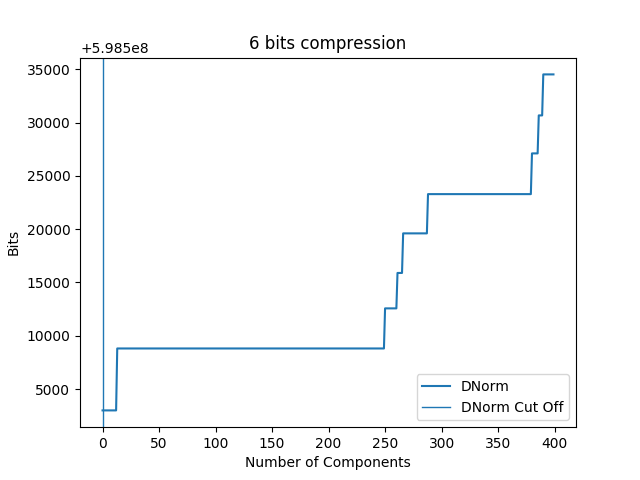 6 bits compression
+5.985e8
35000
30000
25000
20000
15000
10000
5000
Bits
0 50 100 150 200 250 300 350 400
Number of Components
DNorm
DNorm Cut Off